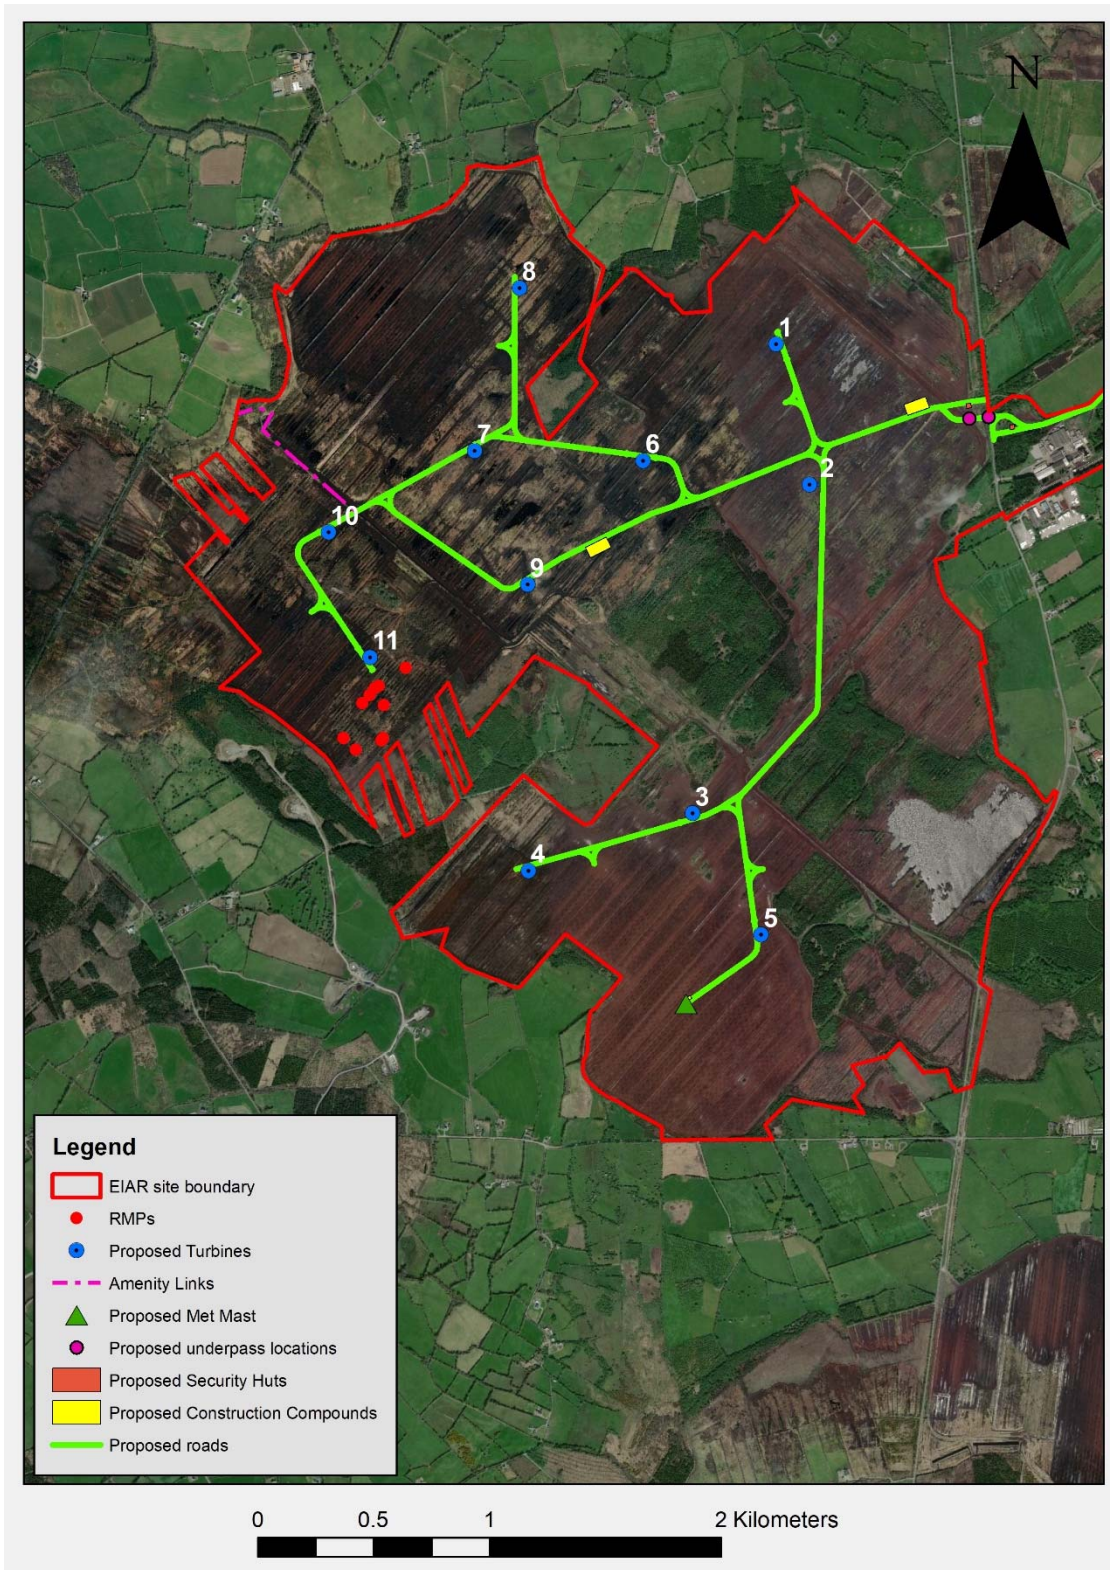 N
8
1
7
6
2
10
9
11
3
4
5
Legend
EIAR site boundary
RMPs
Proposed Turbines
Amenity Links
Proposed Met Mast
Proposed underpass locations
Proposed Security Huts
Proposed Construction Compounds
Proposed roads
0 0.5 1 2 Kilometers